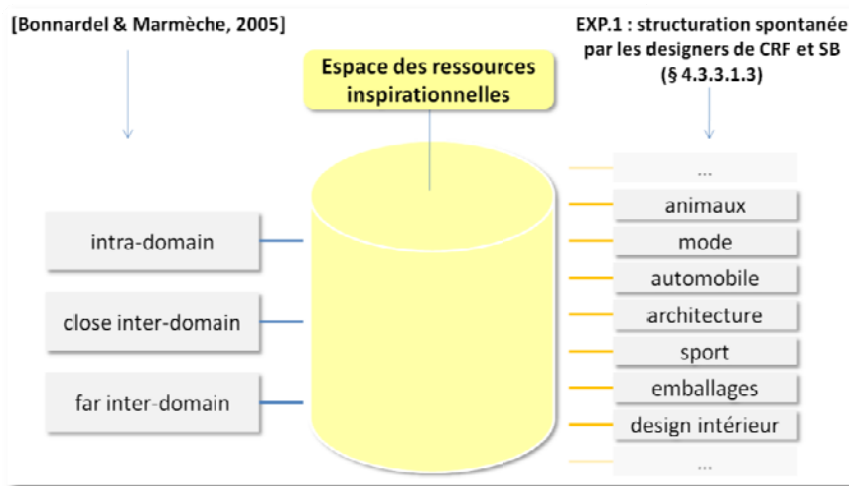 [Bonnardel & Marmèche, 2005]
EXP.1 : structuration spontanée
par les designers de CRF et SB
(§ 4.3.3.1.3)
Espace des ressources
inspirationnelles
intra-domain
close inter-domain
far inter-domain
...
animaux
mode
automobile
architecture
sport
emballages
design intérieur
...